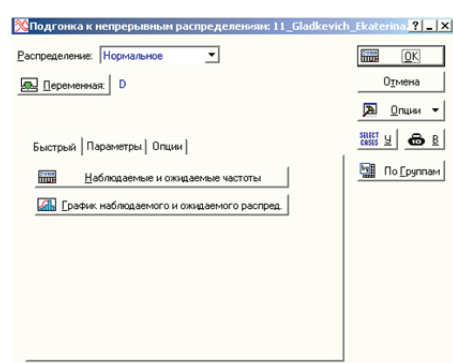 Подгонка к непрерывным распределениям: 11_Gladkevich_Ekaterina.
Распределение: Нормальное
OK
Переменная: D
Отмена
Опции
Быстрый Параметры Опции
SELECT CASES У В
Наблюдаемые и ожидаемые частоты
По Группам
График наблюдаемого и ожидаемого распред.